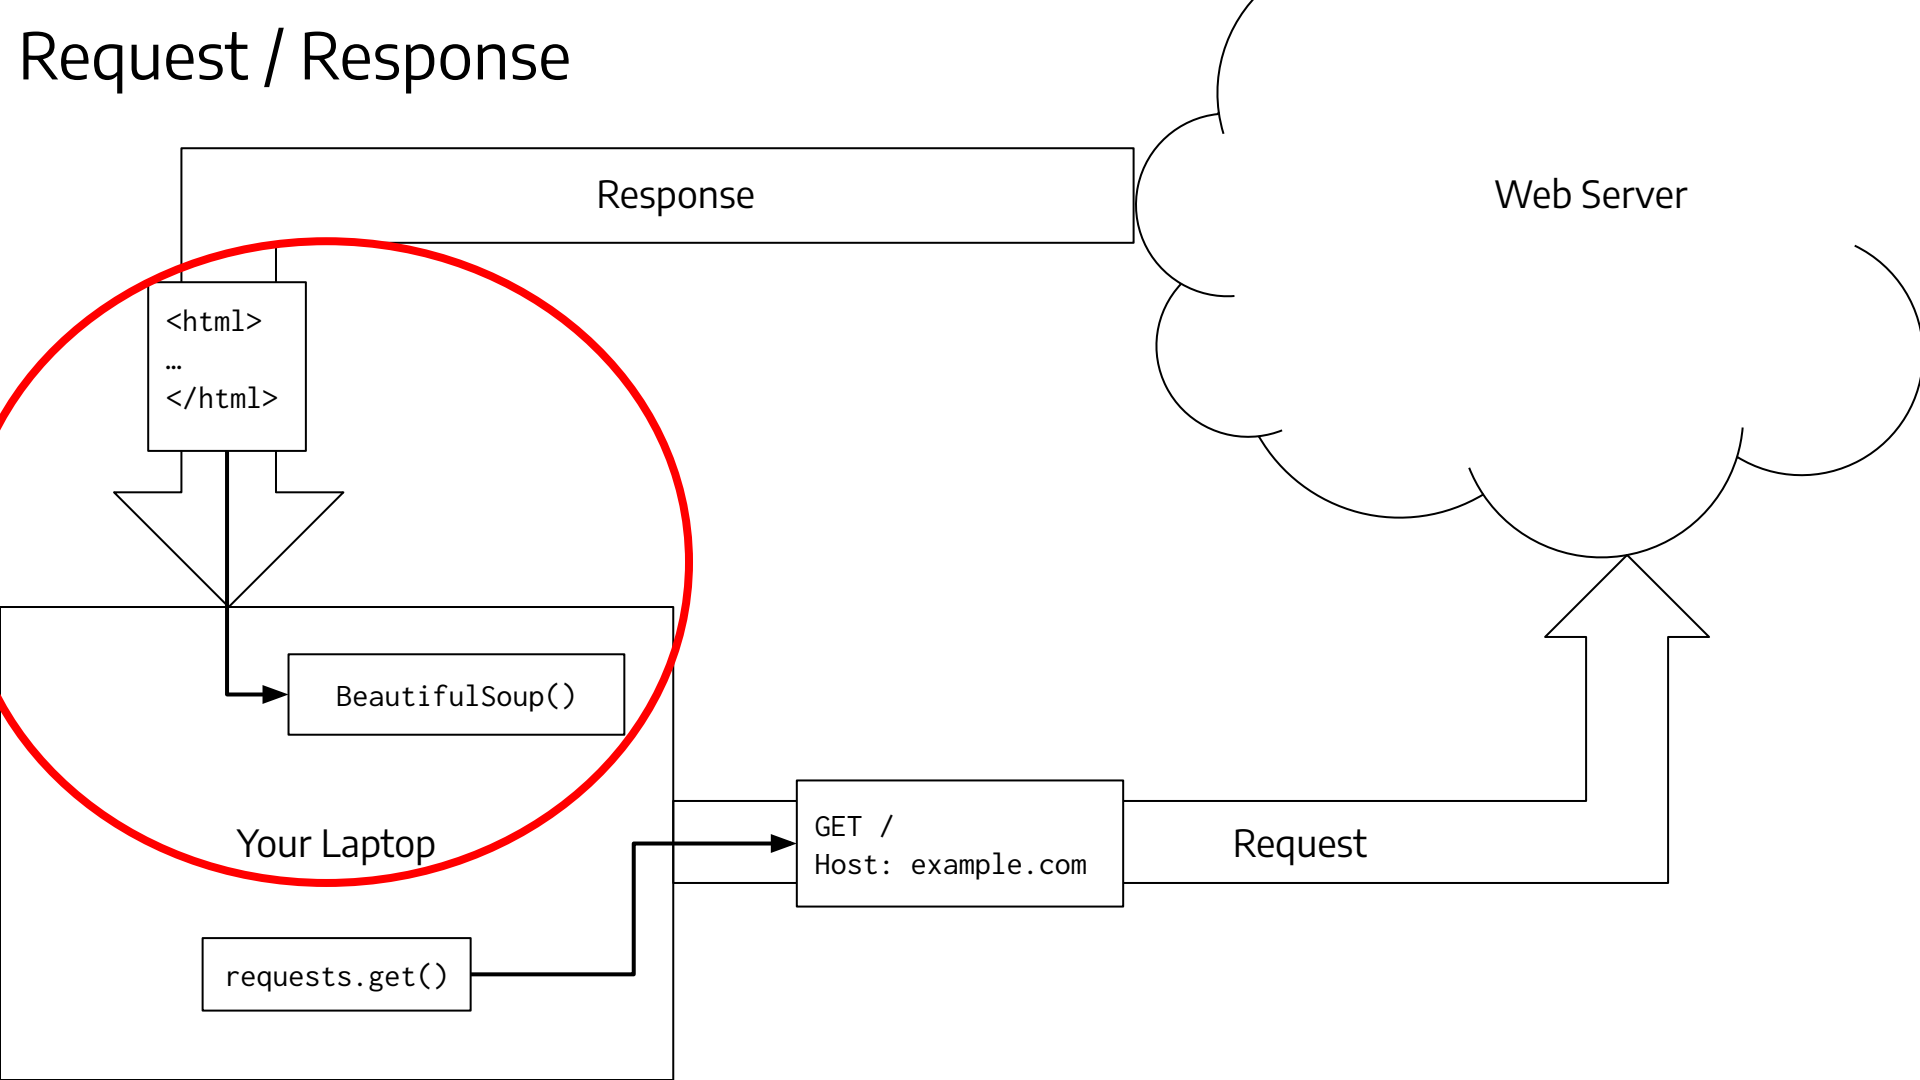 Request / Response
Response
Web Server
<html>
…
</html>
BeautifulSoup()
Your Laptop
GET /
Host: example.com
Request
requests.get()